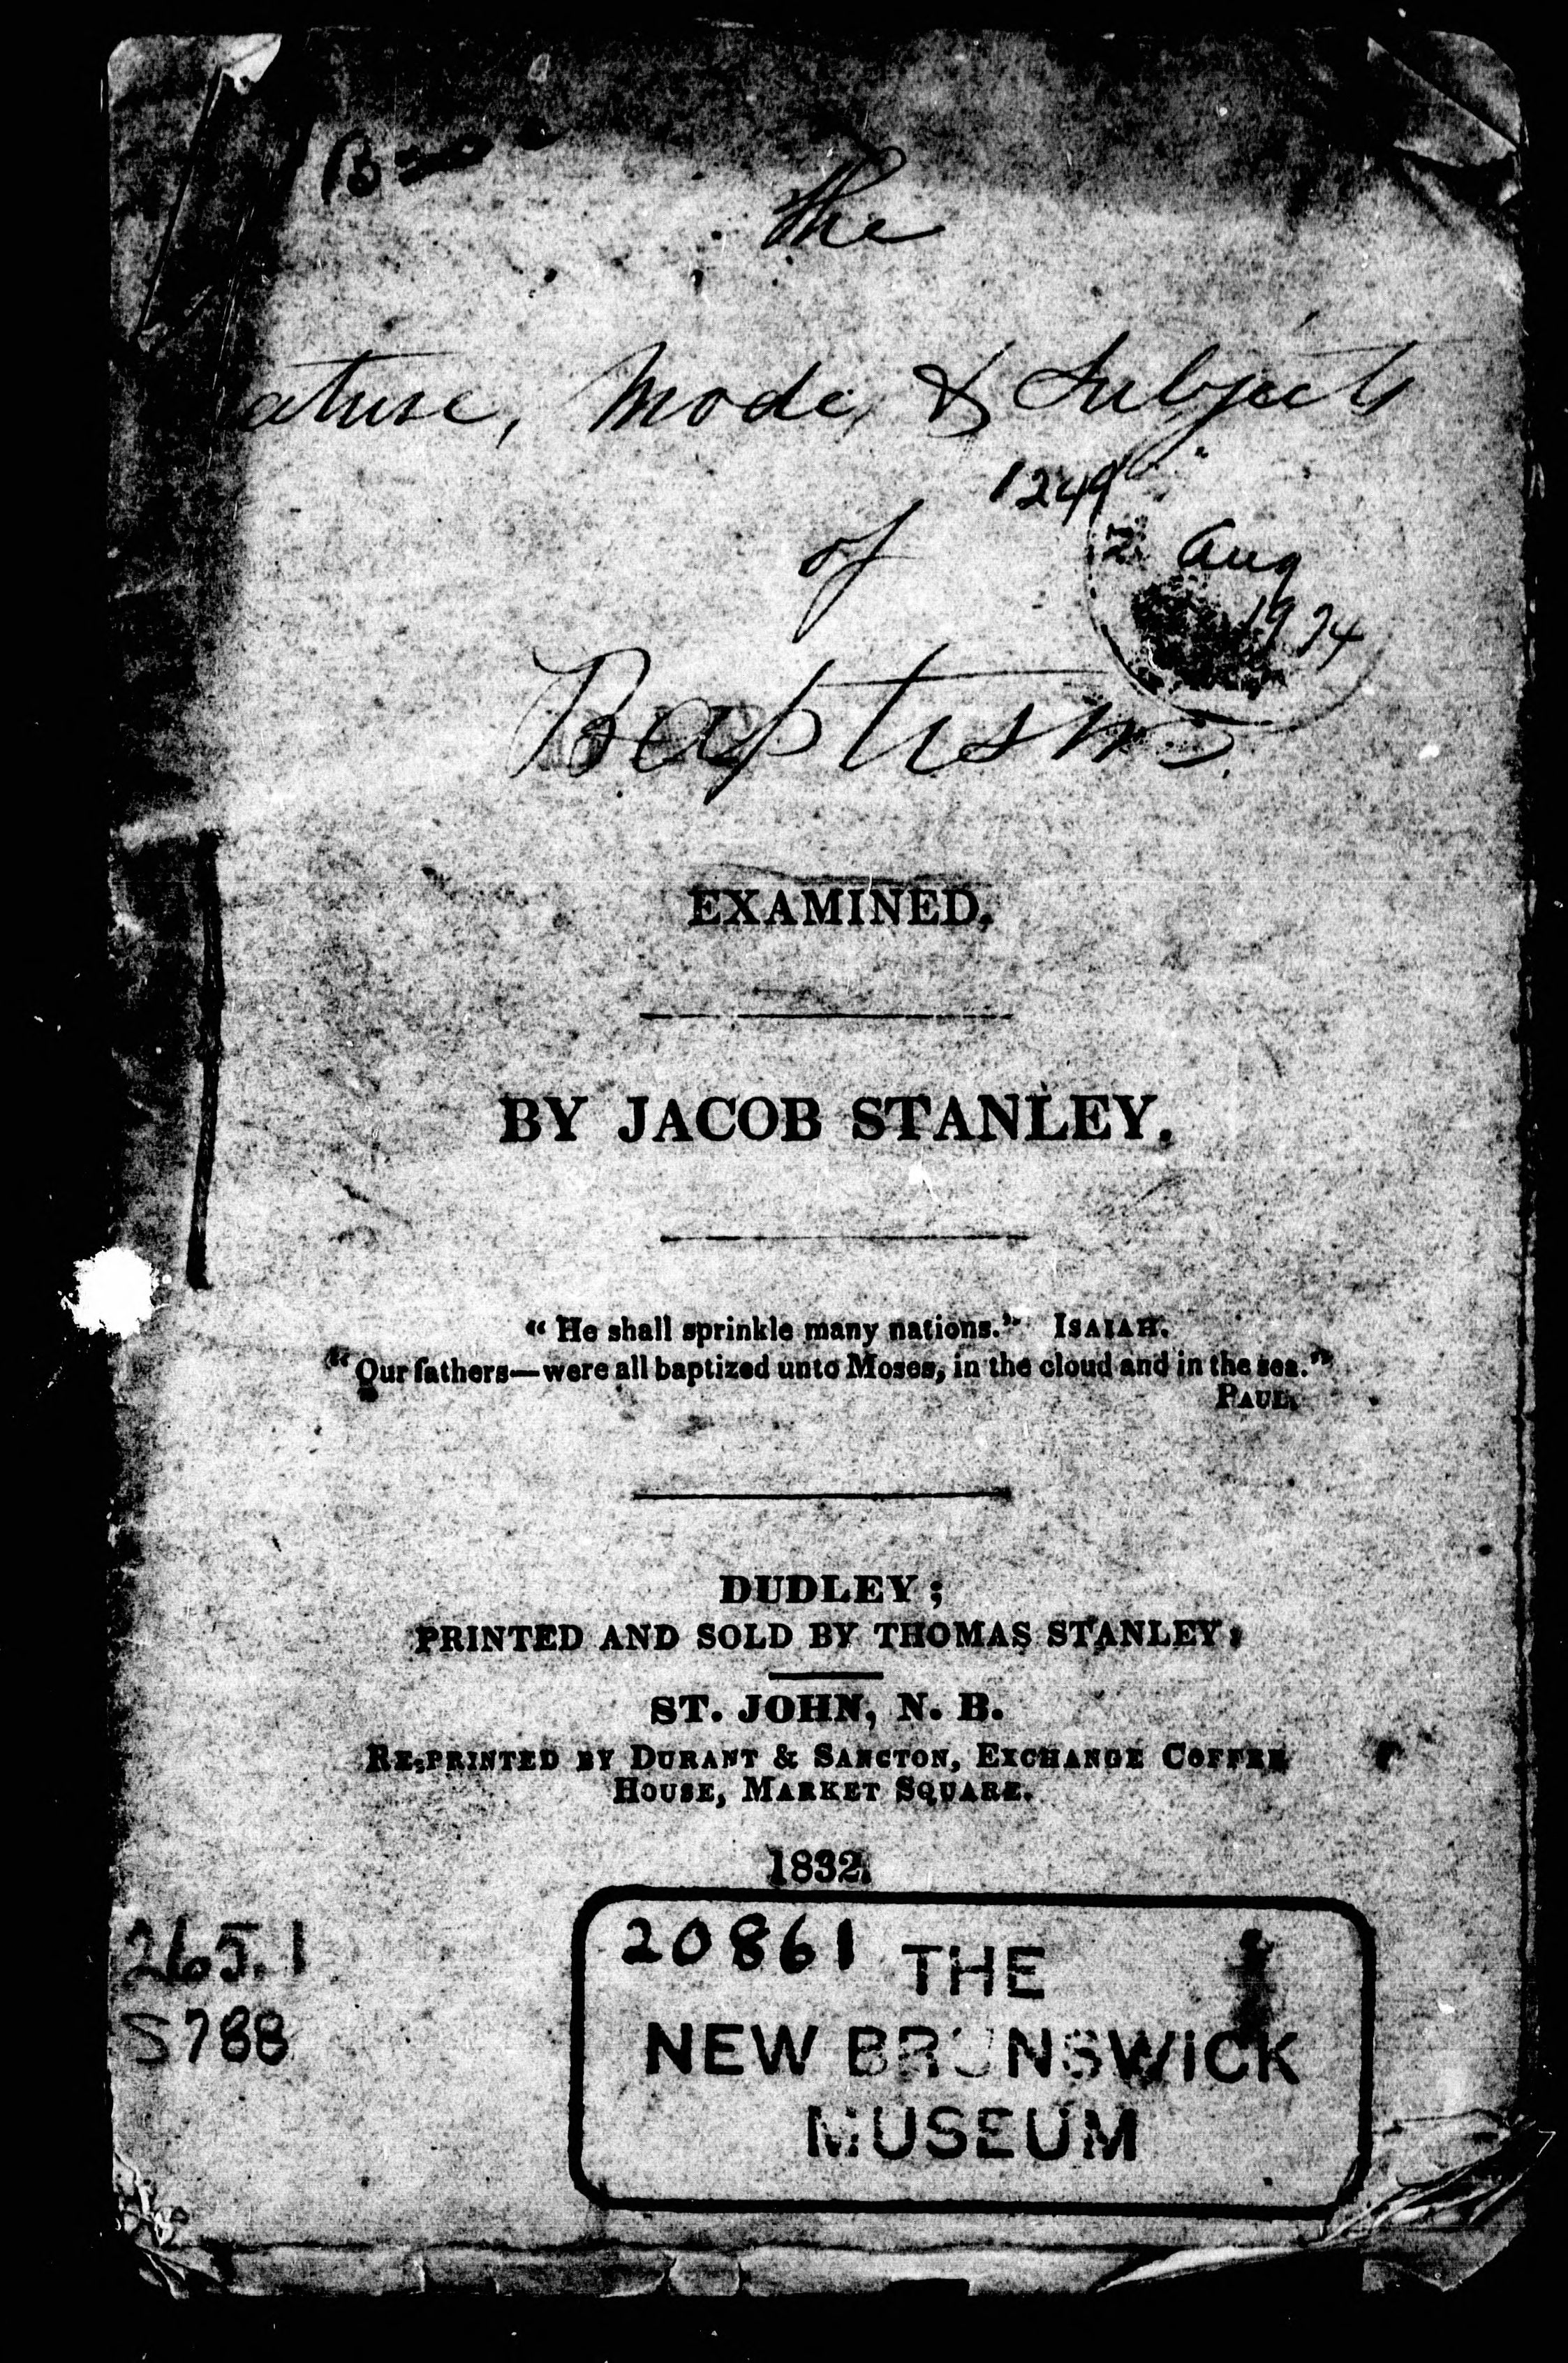 the
ature, Mode, & Subjects
1249
of
2 Aug
1934
Baptism.
EXAMINED.
BY JACOB STANLEY.
"He shall sprinkle many nations." ISAIAH.
"Our fathers—were all baptized unto Moses, in the cloud and in the sea."
PAUL.
DUDLEY;
PRINTED AND SOLD BY THOMAS STANLEY;
ST. JOHN, N. B.
RE-PRINTED BY DURANT & SANCTON, EXCHANGE COFFEE
HOUSE, MARKET SQUARE.
1832.
265.1
S788
20861 THE
NEW BRUNSWICK
MUSEUM